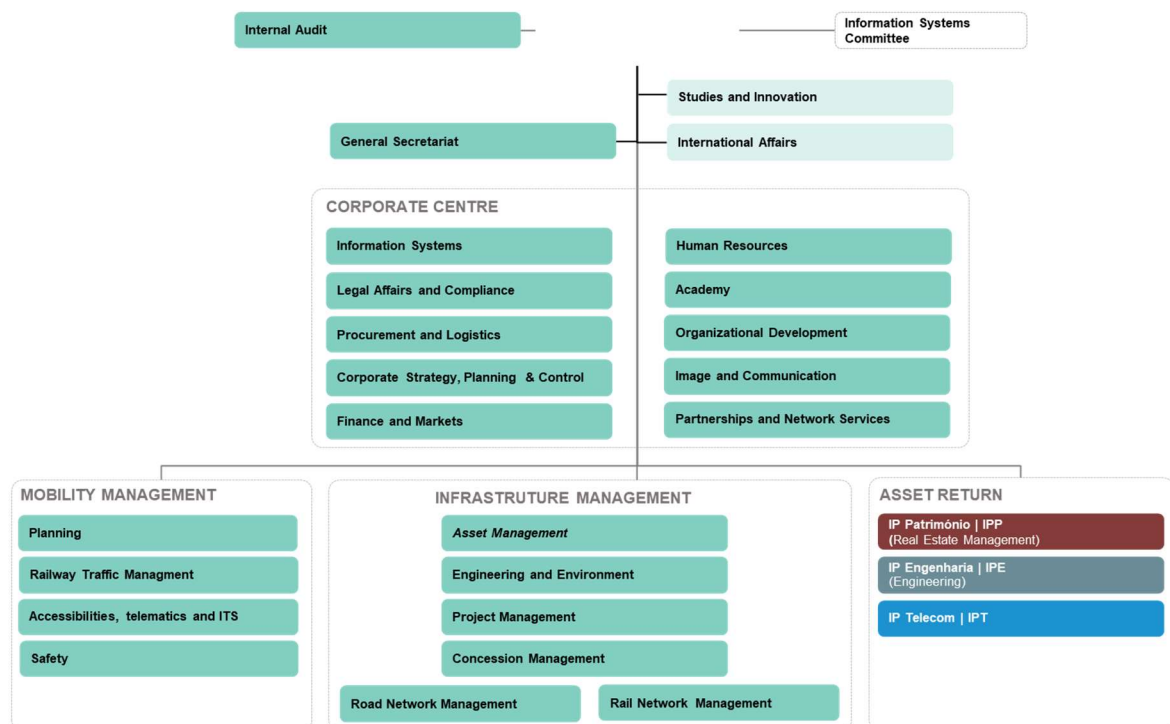 Internal Audit
Information Systems
Committee
Studies and Innovation
General Secretariat
International Affairs
CORPORATE CENTRE
Information Systems
Human Resources
Legal Affairs and Compliance
Academy
Procurement and Logistics
Organizational Development
Corporate Strategy, Planning & Control
Image and Communication
Finance and Markets
Partnerships and Network Services
MOBILITY MANAGEMENT
Planning
Railway Traffic Managment
Accessibilities, telematics and ITS
Safety
INFRASTRUTURE MANAGEMENT
Asset Management
Engineering and Environment
Project Management
Concession Management
Road Network Management
Rail Network Management
ASSET RETURN
IP Património | IPP
(Real Estate Management)
IP Engenharia | IPE
(Engineering)
IP Telecom | IPT